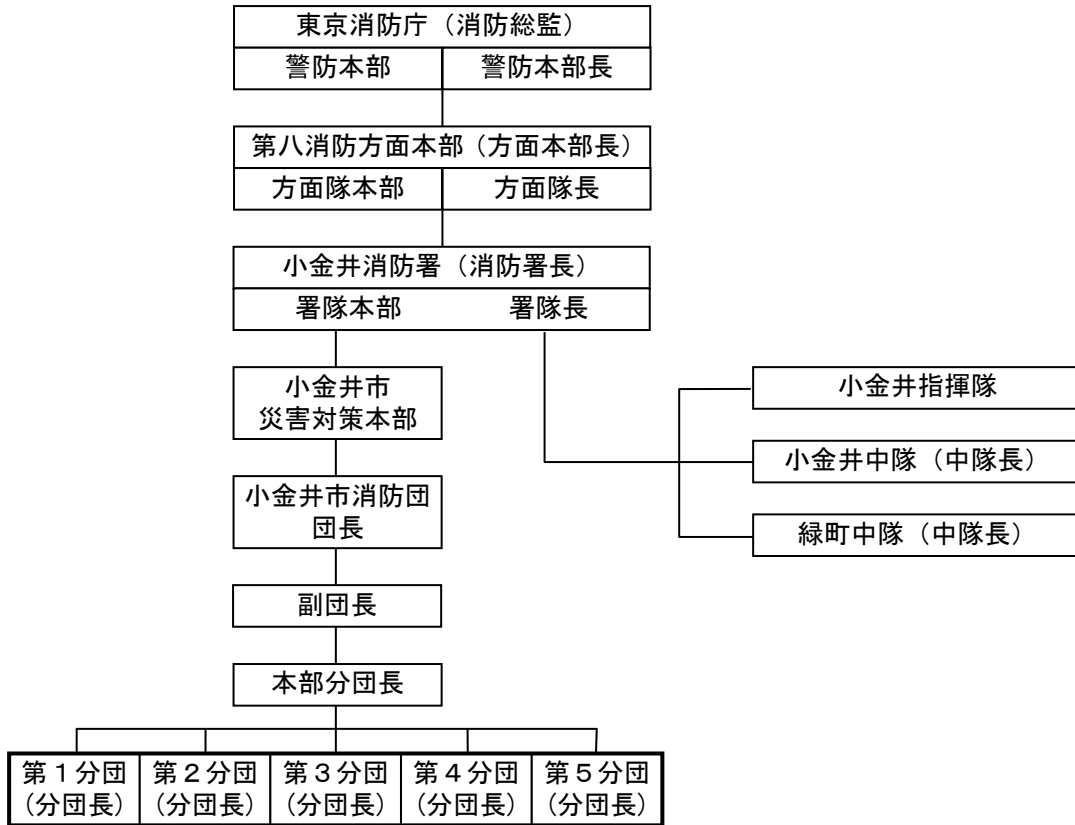 東京消防庁（消防総監）
警防本部 警防本部長
第八消防方面本部（方面本部長）
方面隊本部 方面隊長
小金井消防署（消防署長）
署隊本部 署隊長
小金井市
災害対策本部
小金井指揮隊
小金井中隊（中隊長）
緑町中隊（中隊長）
小金井市消防団
団長
副団長
本部分団長
第１分団
（分団長）
第２分団
（分団長）
第３分団
（分団長）
第４分団
（分団長）
第５分団
（分団長）